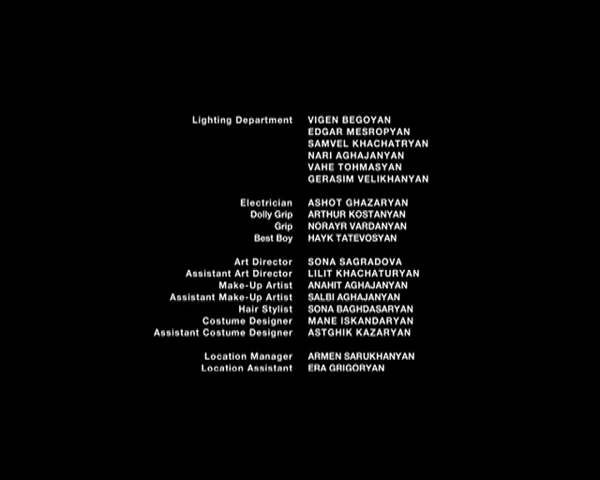 Lighting Department VIGEN BEGOYAN
EDGAR MESROPYAN
SAMVEL KHACHATRYAN
NARI AGHAJANYAN
VAHE TOHMASYAN
GERASIM VELIKHANYAN
Electrician ASHOT GHAZARYAN
Dolly Grip ARTHUR KOSTANYAN
Grip NORAYR VARDANYAN
Best Boy HAYK TATEVOSYAN
Art Director SONA SAGRADOVA
Assistant Art Director LILIT KHACHATURYAN
Make-Up Artist ANAHIT AGHAJANYAN
Assistant Make-Up Artist SALBI AGHAJANYAN
Hair Stylist SONA BAGHDASARYAN
Costume Designer MANE ISKANDARYAN
Assistant Costume Designer ASTGHIK KAZARYAN
Location Manager ARMEN SARUKHANYAN
Location Assistant ERA GRIGORYAN